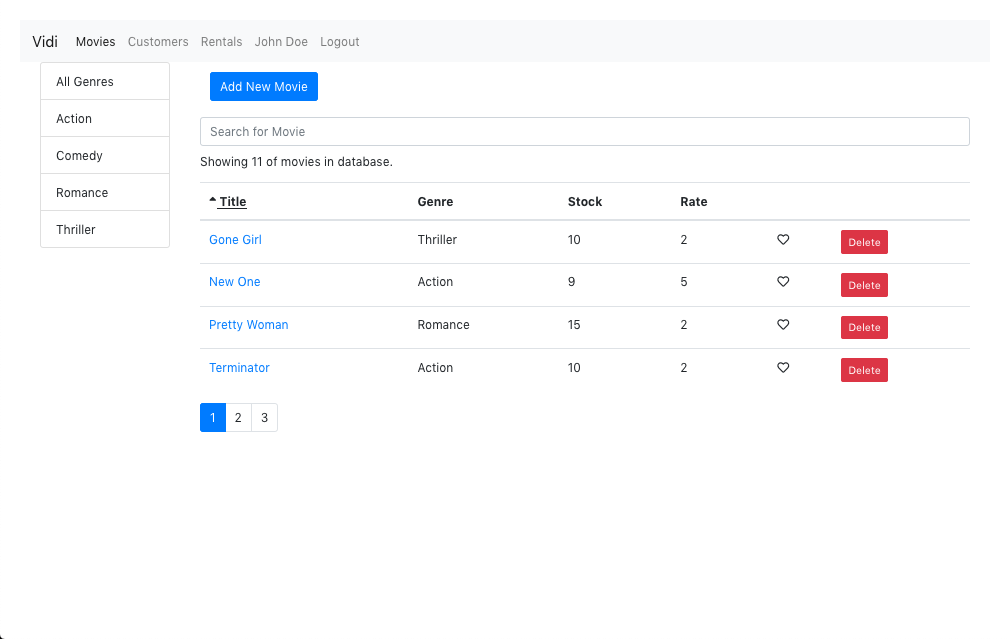 Vidi Movies Customers Rentals John Doe Logout
All Genres
Action
Comedy
Romance
Thriller
Add New Movie
Search for Movie
Showing 11 of movies in database.
Title Genre Stock Rate
Gone Girl Thriller 10 2 Delete
New One Action 9 5 Delete
Pretty Woman Romance 15 2 Delete
Terminator Action 10 2 Delete
1 2 3